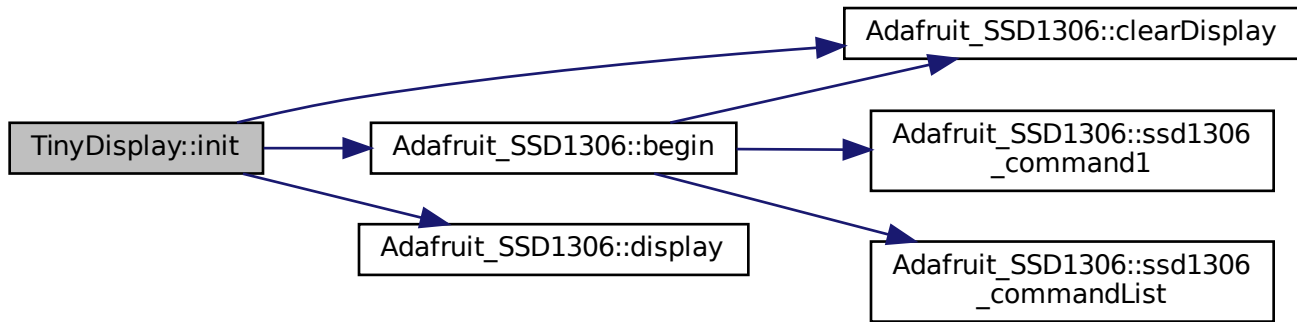 Adafruit_SSD1306::clearDisplay
TinyDisplay::init
Adafruit_SSD1306::begin
Adafruit_SSD1306::ssd1306
_command1
Adafruit_SSD1306::display
Adafruit_SSD1306::ssd1306
_commandList